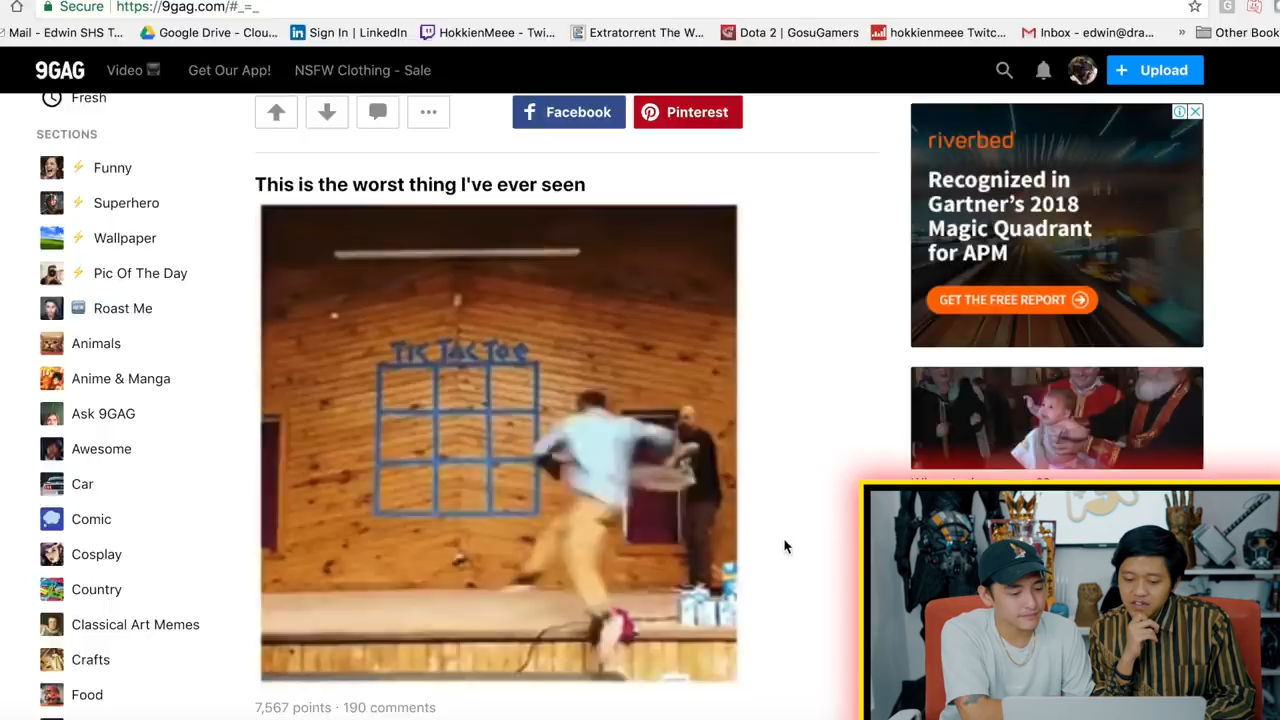 Secure https://9gag.com/#_=_
Mail - Edwin SHS T... Google Drive - Clou... Sign In | LinkedIn HokkienMeee - Twi... Extratorrent The W... Dota 2 | GosuGamers hokkienmeee Twitc... Inbox - edwin@dra... » Other Book
9GAG Video Get Our App! NSFW Clothing - Sale + Upload
Fresh
Facebook Pinterest
SECTIONS
Funny
Superhero
Wallpaper
Pic Of The Day
Roast Me
Animals
Anime & Manga
Ask 9GAG
Awesome
Car
Comic
Cosplay
Country
Classical Art Memes
Crafts
Food
This is the worst thing I've ever seen
TIC TAC TOE
7,567 points · 190 comments
riverbed
Recognized in
Gartner's 2018
Magic Quadrant
for APM
GET THE FREE REPORT